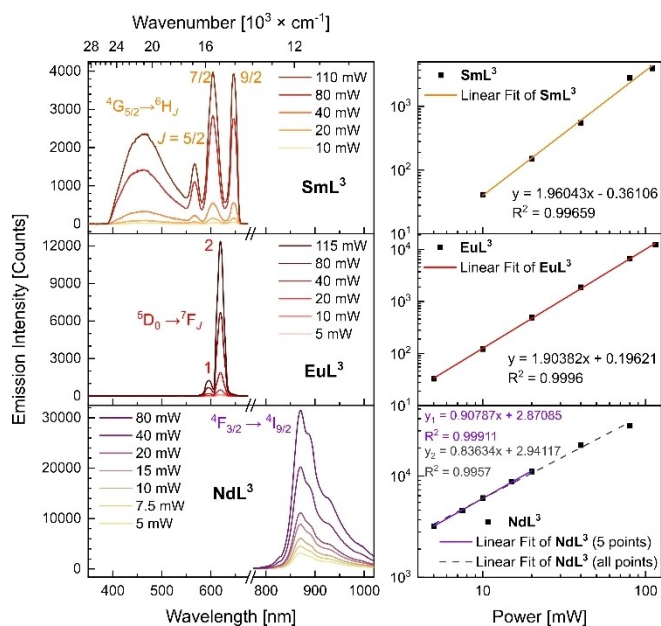 Wavenumber [10³ × cm⁻¹]
28 24 20 16 12
Emission Intensity [Counts]
4000
3000
2000
1000
0
⁴G₅/₂→⁶Hⱼ
J = 5/2
7/2
9/2
110 mW
80 mW
40 mW
20 mW
10 mW
SmL³
12000
9000
6000
3000
0
⁵D₀→⁷Fⱼ
2
1
115 mW
80 mW
40 mW
20 mW
10 mW
5 mW
EuL³
30000
20000
10000
0
80 mW
40 mW
20 mW
15 mW
10 mW
7.5 mW
5 mW
⁴F₃/₂→⁴I₉/₂
NdL³
400 500 600 800 900 1000
Wavelength [nm]
SmL³
Linear Fit of SmL³
y = 1.96043x - 0.36106
R² = 0.99659
10³
10²
10¹
EuL³
Linear Fit of EuL³
y = 1.90382x + 0.19621
R² = 0.9996
10⁴
10³
10²
10¹
y₁ = 0.90787x + 2.87085
R² = 0.99911
y₂ = 0.83634x + 2.94117
R² = 0.9957
10⁴
10³
NdL³
Linear Fit of NdL³ (5 points)
Linear Fit of NdL³ (all points)
10 100
Power [mW]